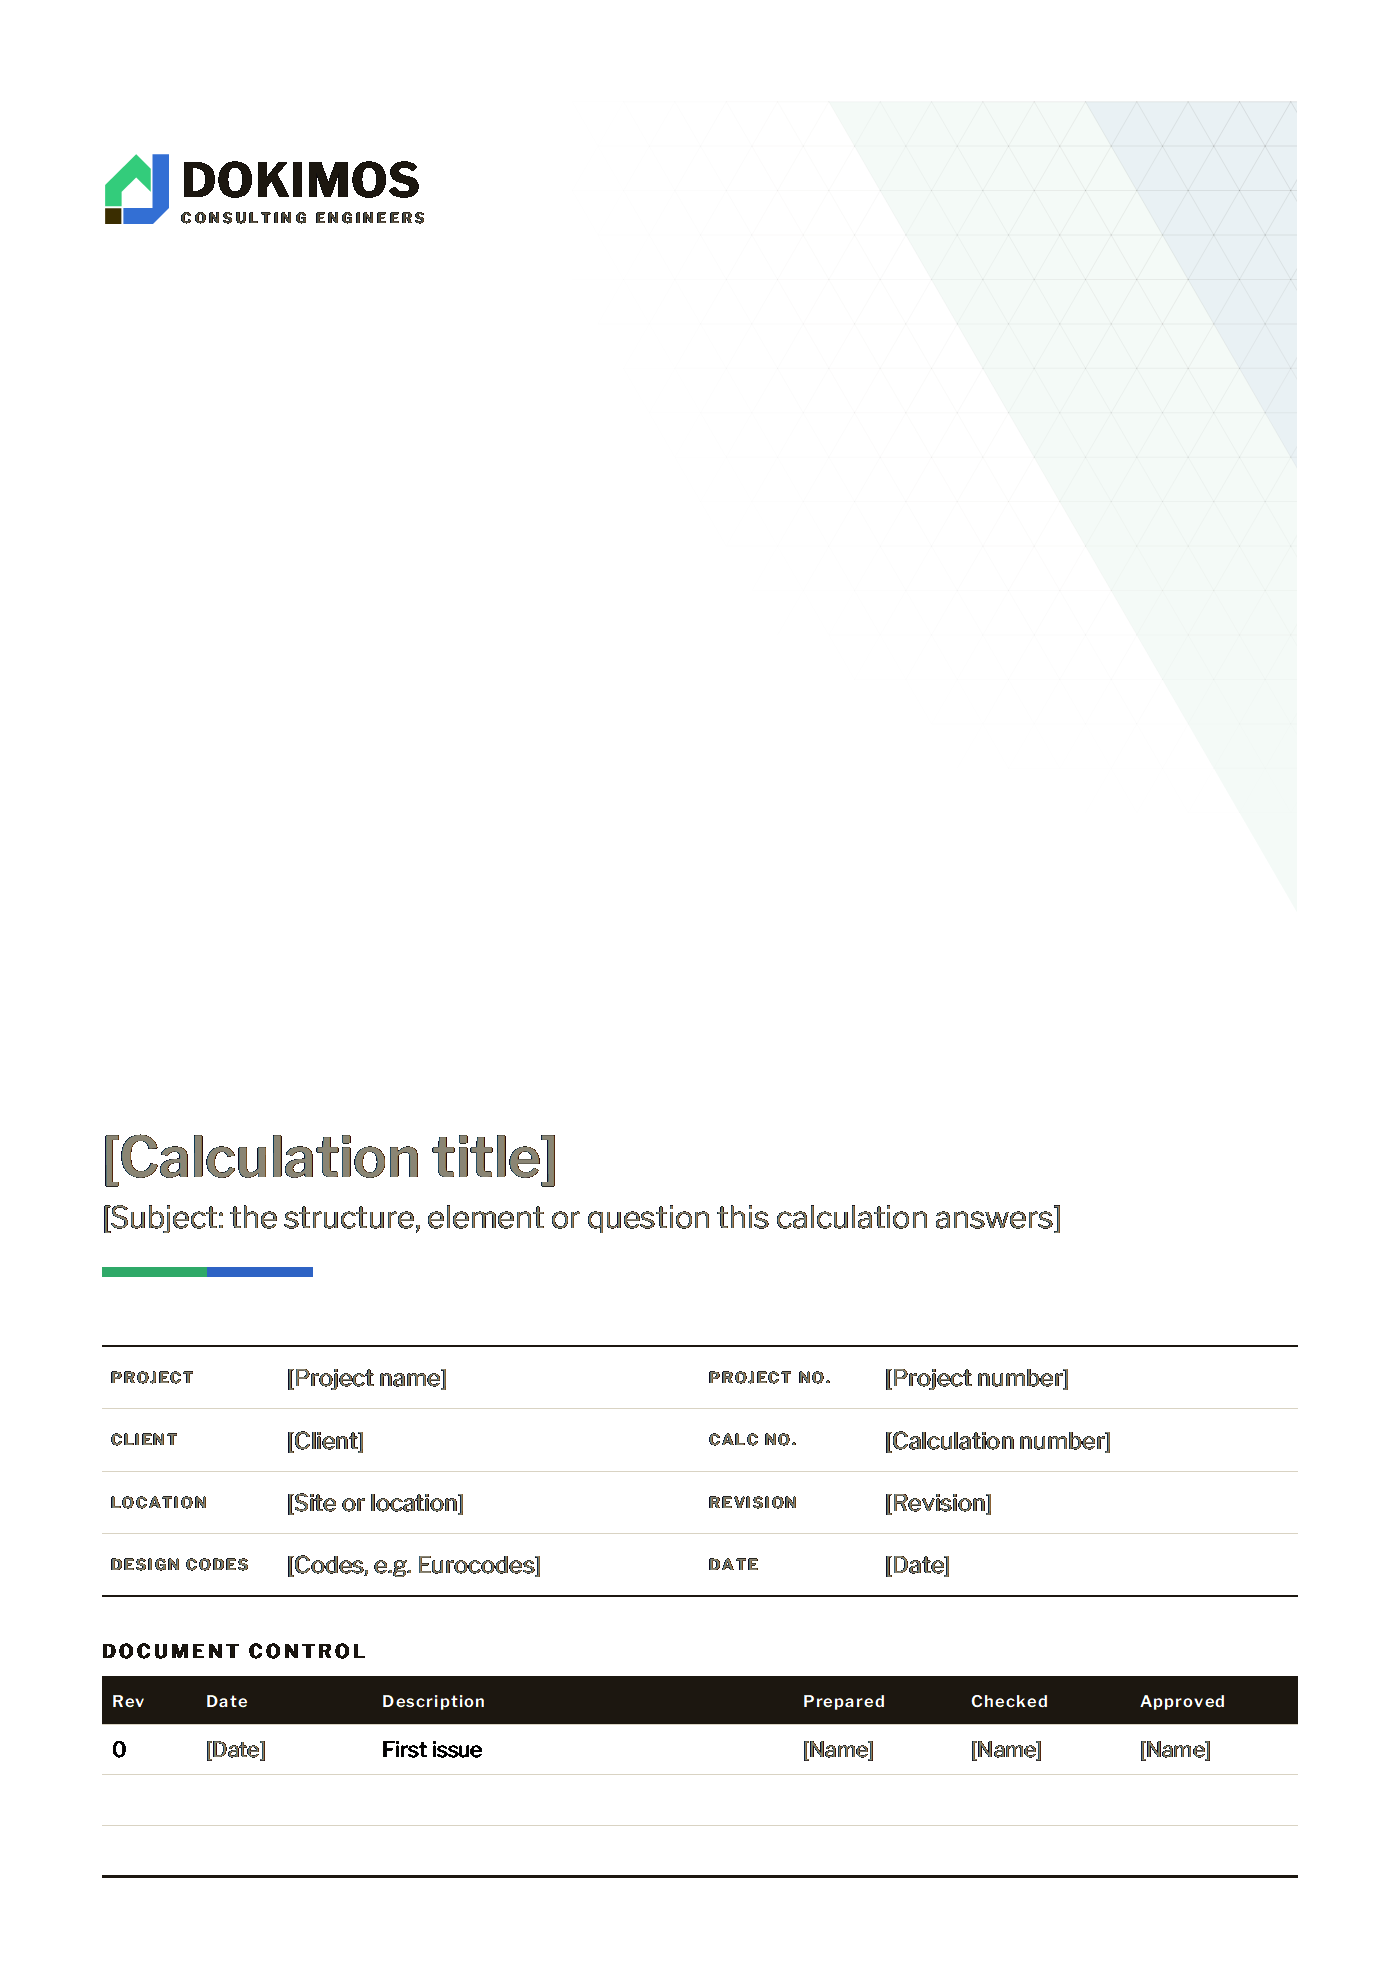 DOKIMOS
CONSULTING ENGINEERS
[Calculation title]
[Subject: the structure, element or question this calculation answers]
PROJECT [Project name] PROJECT NO. [Project number]
CLIENT [Client] CALC NO. [Calculation number]
LOCATION [Site or location] REVISION [Revision]
DESIGN CODES [Codes, e.g. Eurocodes] DATE [Date]
DOCUMENT CONTROL
Rev Date Description Prepared Checked Approved
0 [Date] First issue [Name] [Name] [Name]